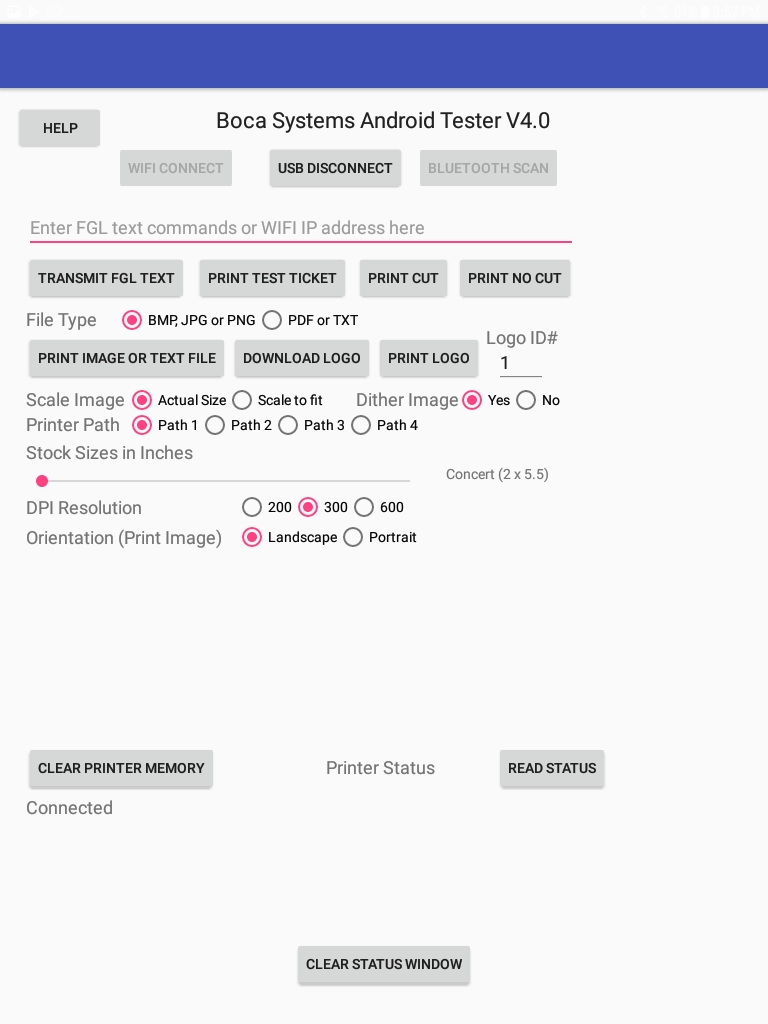 Boca Systems Android Tester V4.0
HELP
WIFI CONNECT USB DISCONNECT BLUETOOTH SCAN
Enter FGL text commands or WIFI IP address here
TRANSMIT FGL TEXT PRINT TEST TICKET PRINT CUT PRINT NO CUT
File Type BMP, JPG or PNG PDF or TXT
Logo ID#
PRINT IMAGE OR TEXT FILE DOWNLOAD LOGO PRINT LOGO 1
Scale Image Actual Size Scale to fit Dither Image Yes No
Printer Path Path 1 Path 2 Path 3 Path 4
Stock Sizes in Inches
Concert (2 x 5.5)
DPI Resolution 200 300 600
Orientation (Print Image) Landscape Portrait
CLEAR PRINTER MEMORY Printer Status READ STATUS
Connected
CLEAR STATUS WINDOW